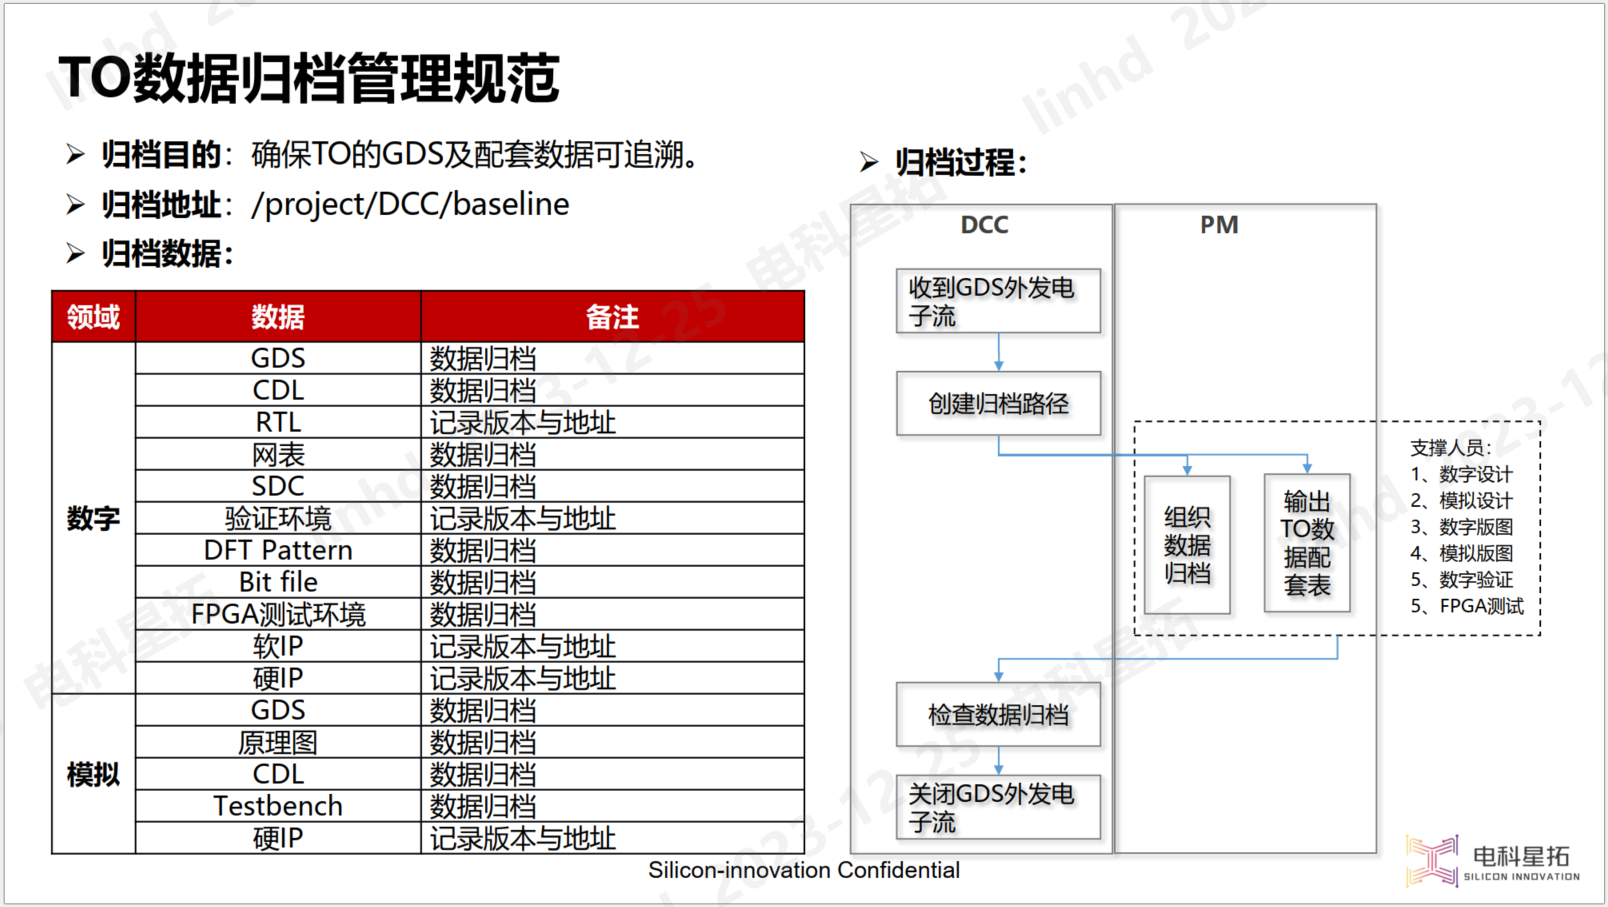 TO数据归档管理规范
➢ 归档目的：确保TO的GDS及配套数据可追溯。
➢ 归档地址：/project/DCC/baseline
➢ 归档数据：
领域 数据 备注
数字
GDS 数据归档
CDL 数据归档
RTL 记录版本与地址
网表 数据归档
SDC 数据归档
验证环境 记录版本与地址
DFT Pattern 数据归档
Bit file 数据归档
FPGA测试环境 数据归档
软IP 记录版本与地址
硬IP 记录版本与地址
模拟
GDS 数据归档
原理图 数据归档
CDL 数据归档
Testbench 数据归档
硬IP 记录版本与地址
➢ 归档过程：
DCC
PM
收到GDS外发电
子流
创建归档路径
组织
数据
归档
输出
TO数
据配
套表
支撑人员：
1、数字设计
2、模拟设计
3、数字版图
4、模拟版图
5、数字验证
5、FPGA测试
检查数据归档
关闭GDS外发电
子流
Silicon-innovation Confidential
电科星拓
SILICON INNOVATION
linhd 2023-12-25 电科星拓